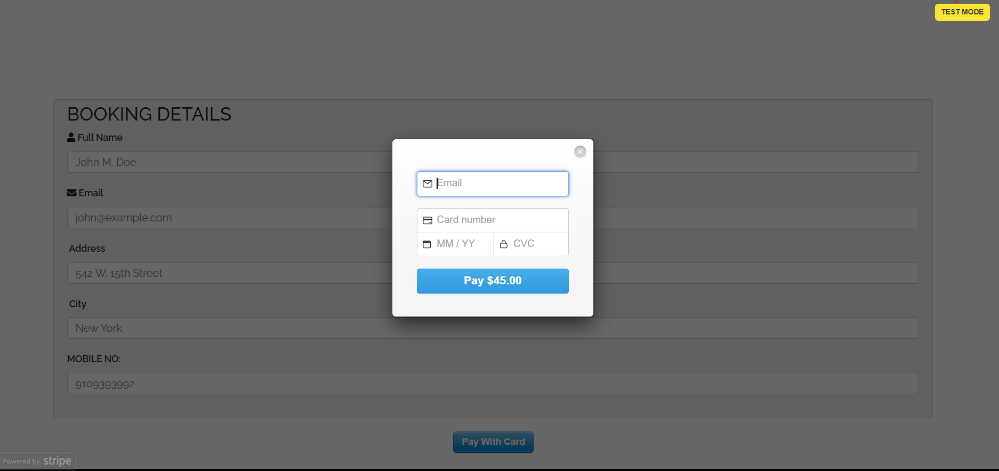 TEST MODE
BOOKING DETAILS
Full Name
John M. Doe
Email
john@example.com
Address
542 W. 15th Street
City
New York
MOBILE NO:
9109393992
Email
Card number
MM / YY
CVC
Pay $45.00
Pay With Card
Powered by stripe